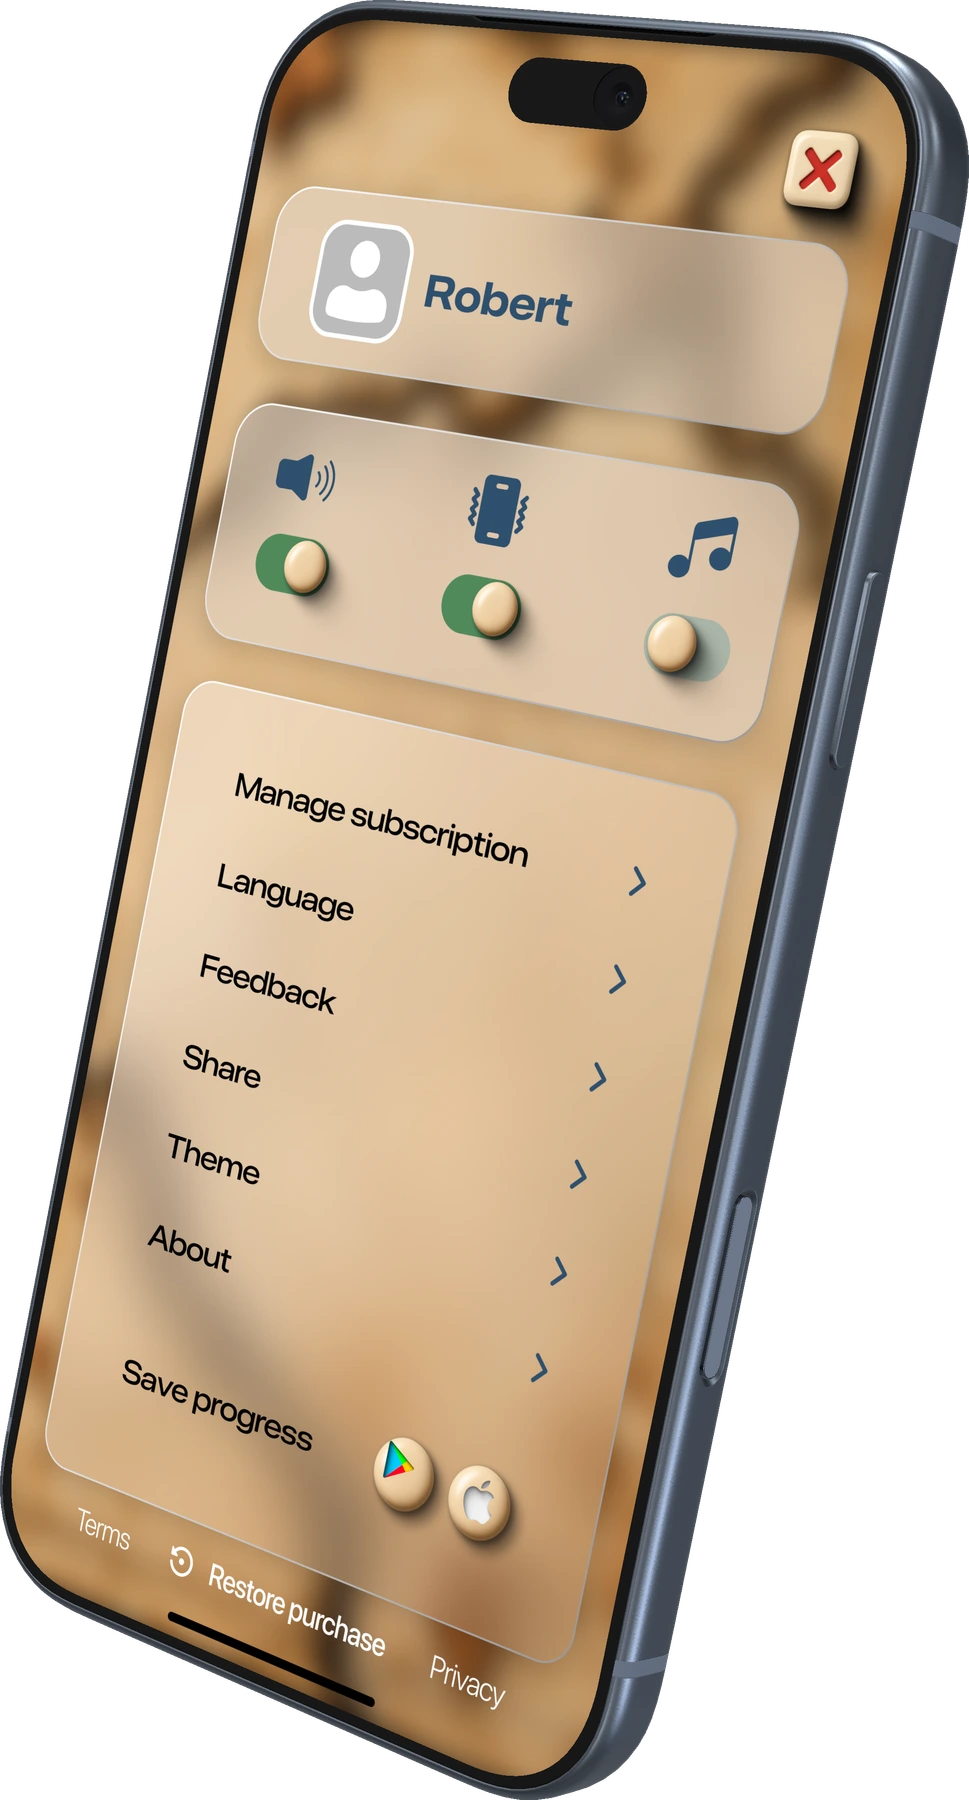 Robert
Manage subscription
Language
Feedback
Share
Theme
About
Save progress
Terms
Restore purchase
Privacy